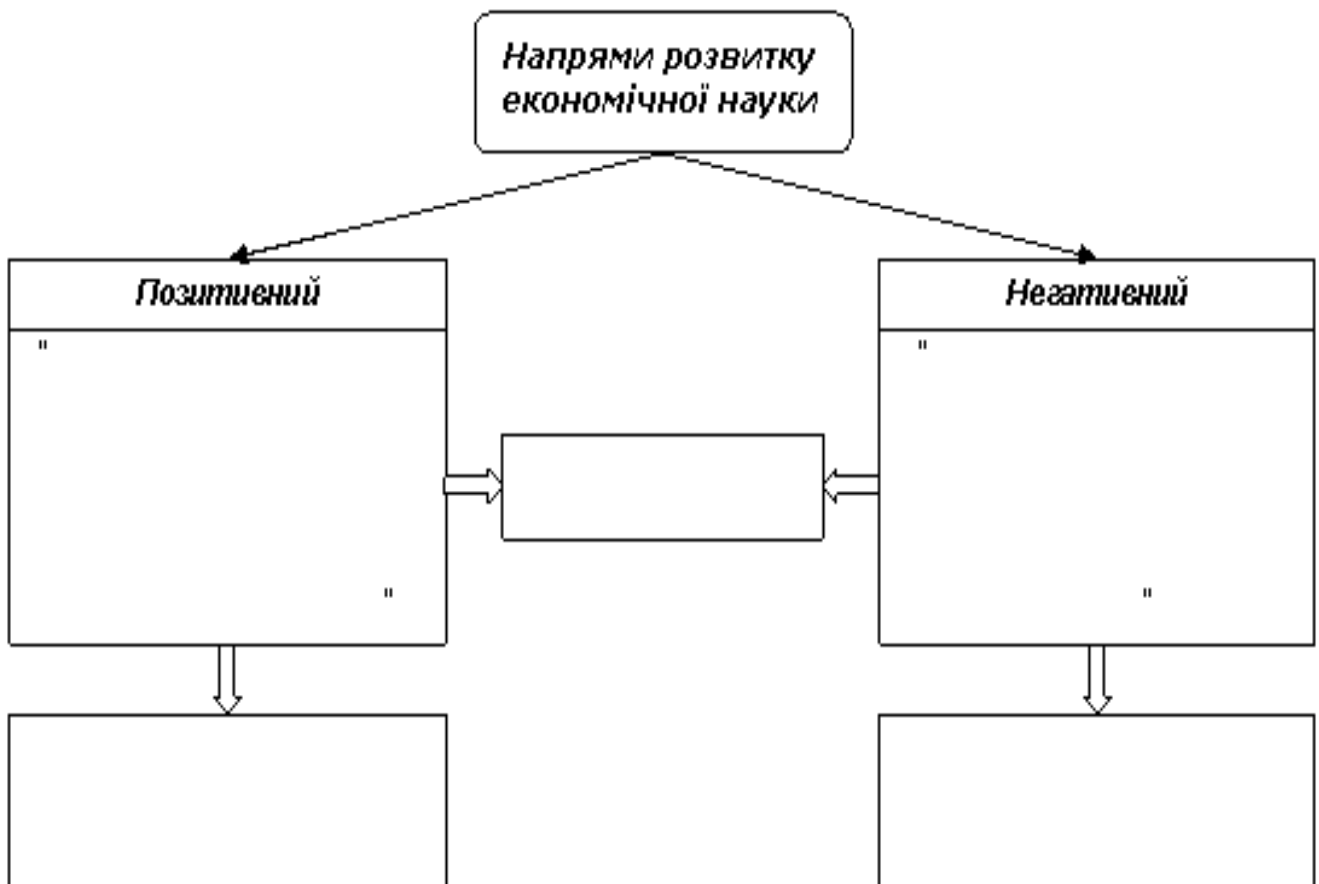 Напрями розвитку
економічної науки
Позитивний
Негативний
"
"
"
"